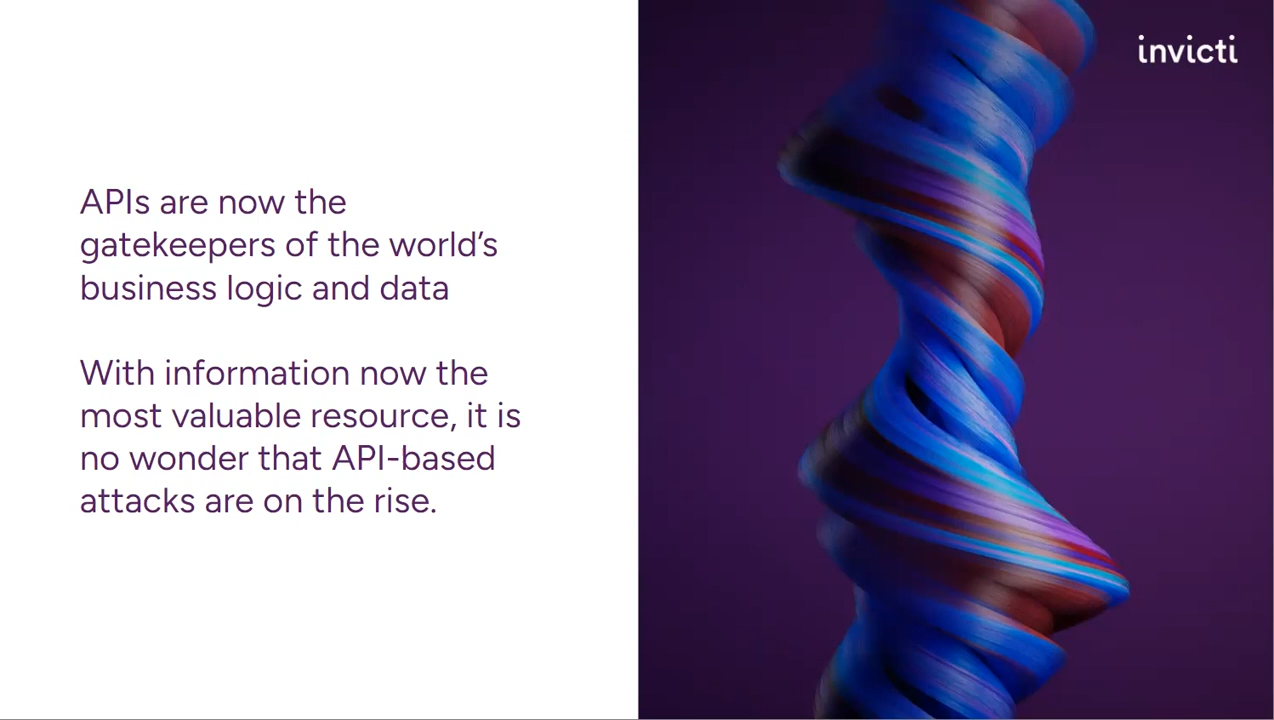 invicti
APIs are now the
gatekeepers of the world’s
business logic and data
With information now the
most valuable resource, it is
no wonder that API-based
attacks are on the rise.